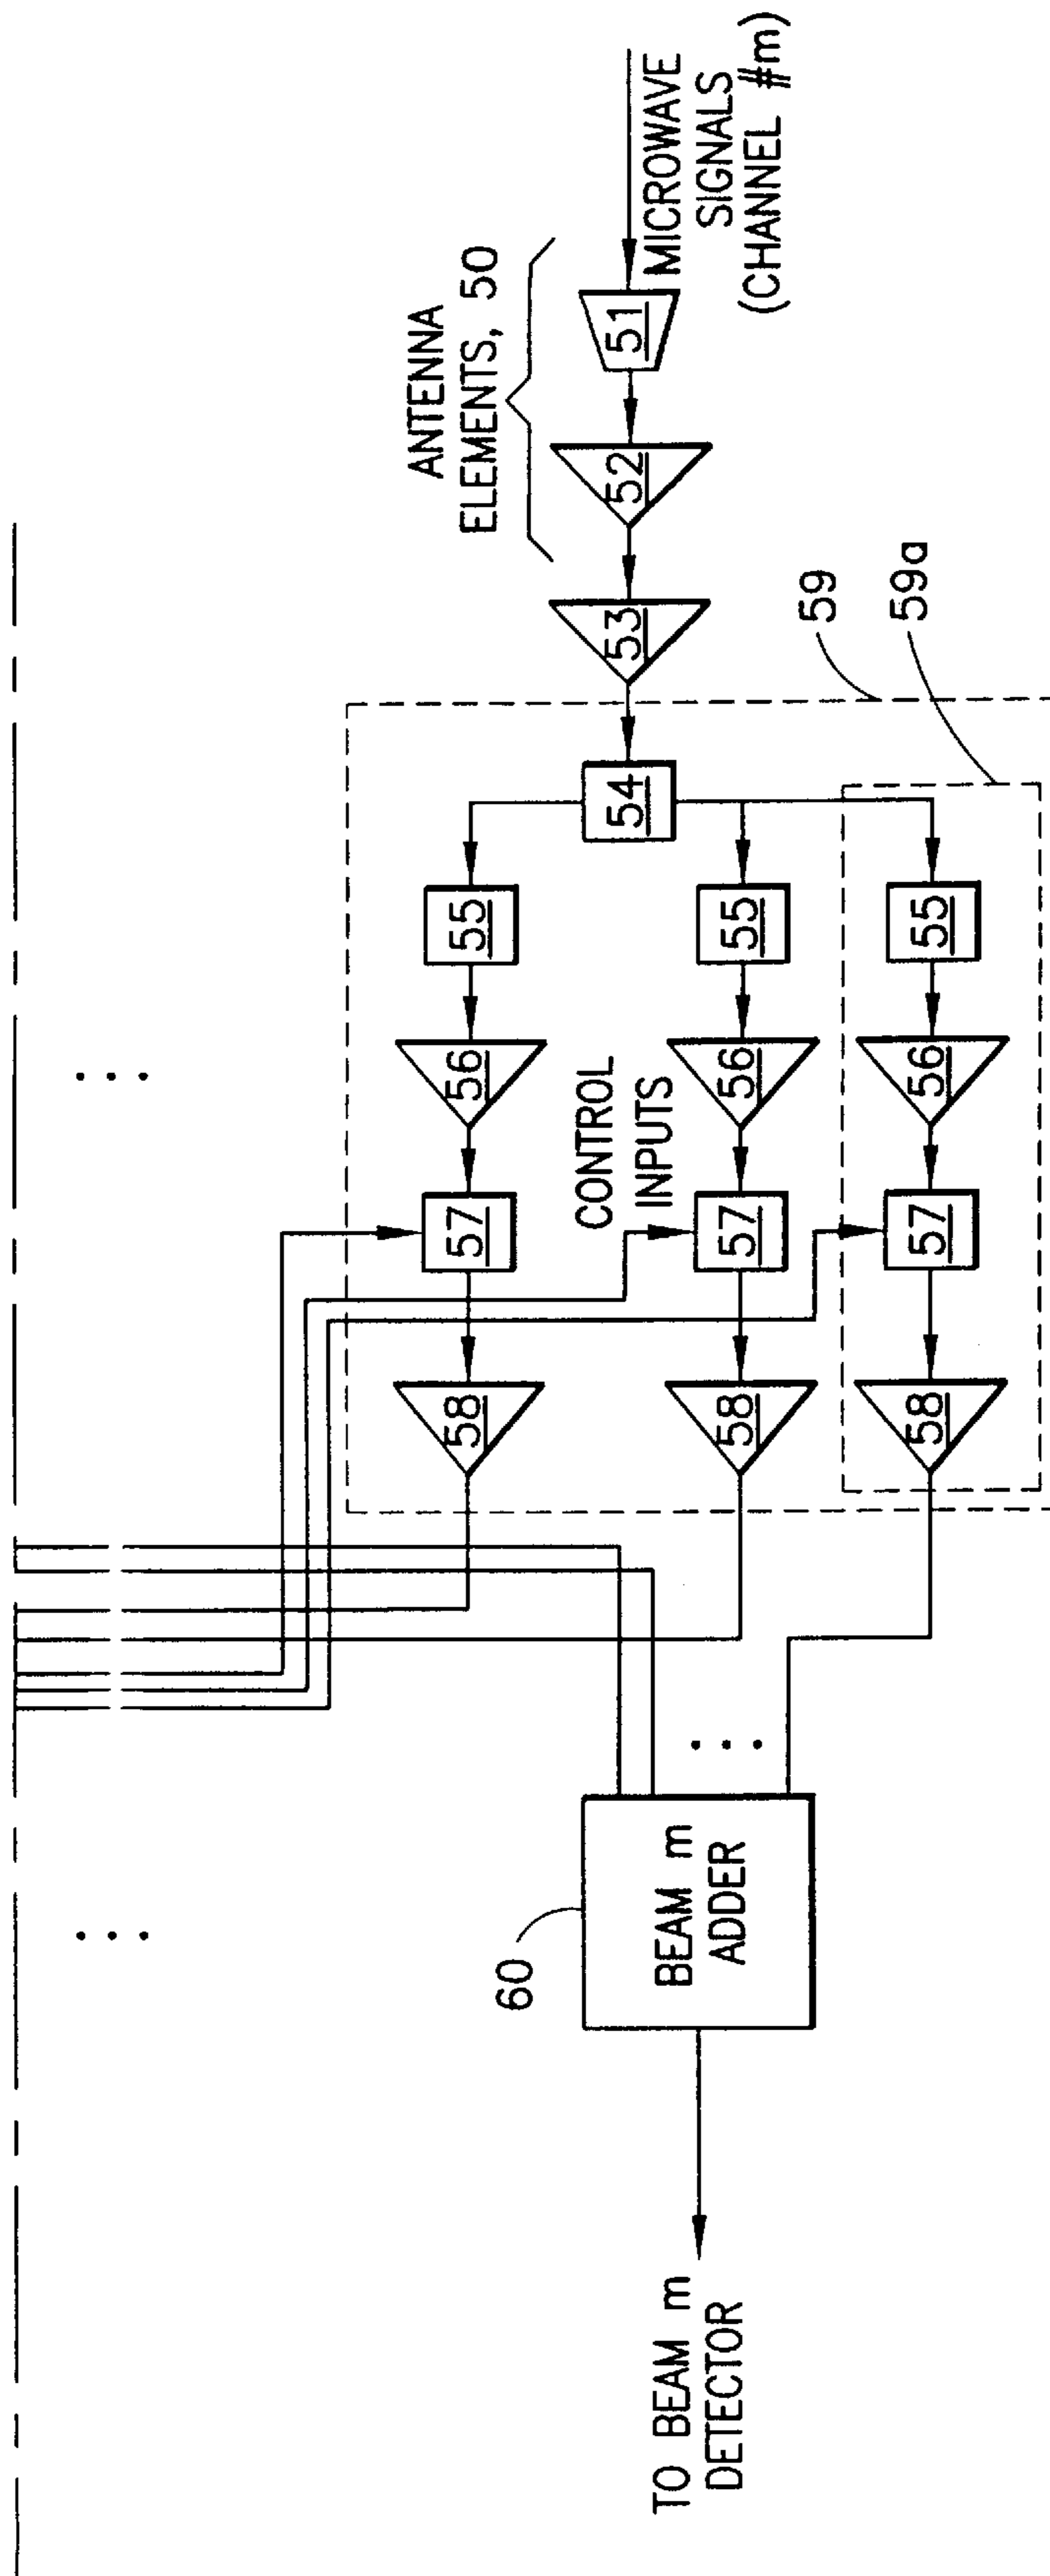 ANTENNA
ELEMENTS, 50
MICROWAVE
SIGNALS
(CHANNEL #m)
51
52
53
59
59a
54
55
55
55
56
56
56
CONTROL
INPUTS
57
57
57
58
58
58
60
BEAM m
ADDER
TO BEAM m
DETECTOR